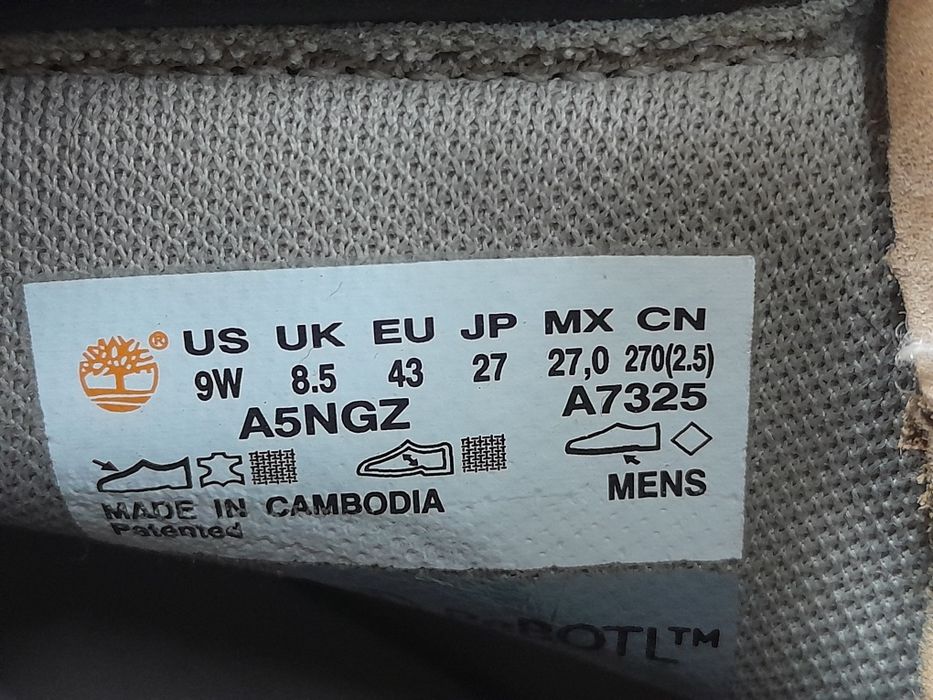 ® US UK EU JP MX CN
9W 8.5 43 27 27,0 270(2.5)
A5NGZ A7325
MENS
MADE IN CAMBODIA
Patented
BOTL™